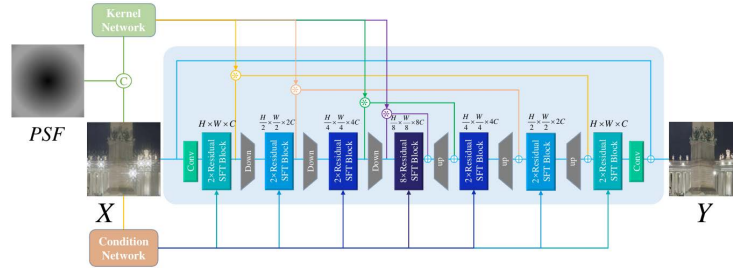 Kernel
Network
C
PSF
X
Condition
Network
Conv
H×W×C
2×Residual
SFT Block
Down
H/2 × W/2 ×2C
2×Residual
SFT Block
Down
H/4 × W/4 ×4C
2×Residual
SFT Block
Down
H/8 × W/8 ×8C
8×Residual
SFT Block
up
H/4 × W/4 ×4C
2×Residual
SFT Block
up
H/2 × W/2 ×2C
2×Residual
SFT Block
up
H×W×C
2×Residual
SFT Block
Conv
Y